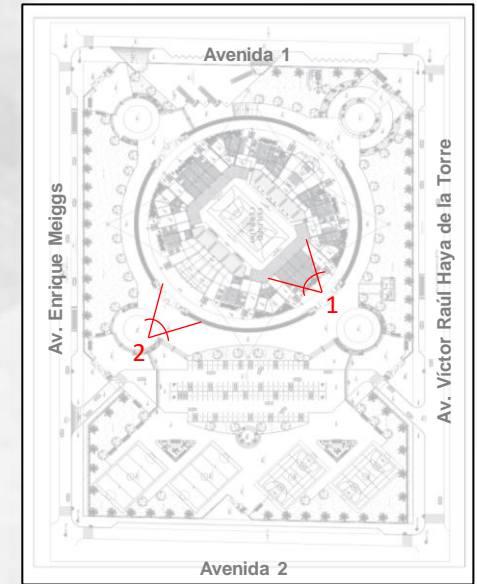 Avenida 1
Av. Enrique Meiggs
Av. Víctor Raúl Haya de la Torre
1
2
Avenida 2